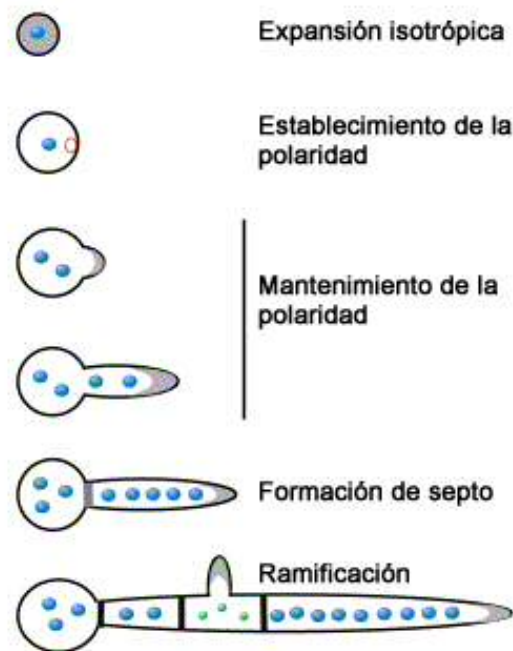 Expansión isotrópica
Establecimiento de la
polaridad
Mantenimiento de la
polaridad
Formación de septo
Ramificación